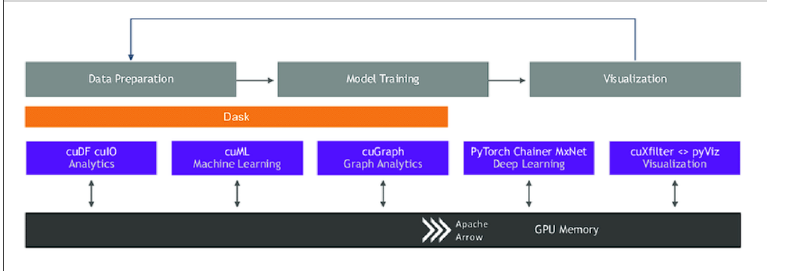 Data Preparation
Model Training
Visualization
Dask
cuDF cuIO
Analytics
cuML
Machine Learning
cuGraph
Graph Analytics
PyTorch Chainer MxNet
Deep Learning
cuXfilter <> pyViz
Visualization
Apache
Arrow
GPU Memory